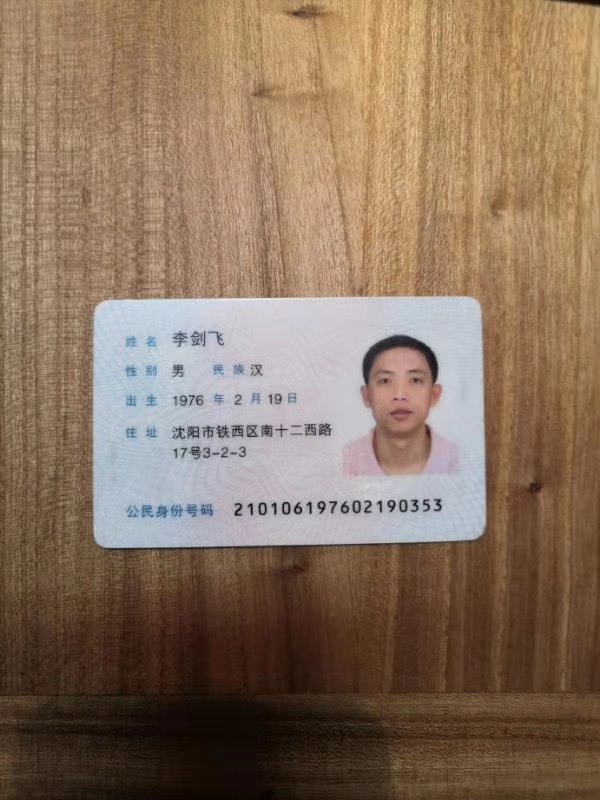 姓名 李剑飞
性别 男 民族 汉
出生 1976 年 2 月 19 日
住址 沈阳市铁西区南十二西路
17号3-2-3
公民身份号码 210106197602190353